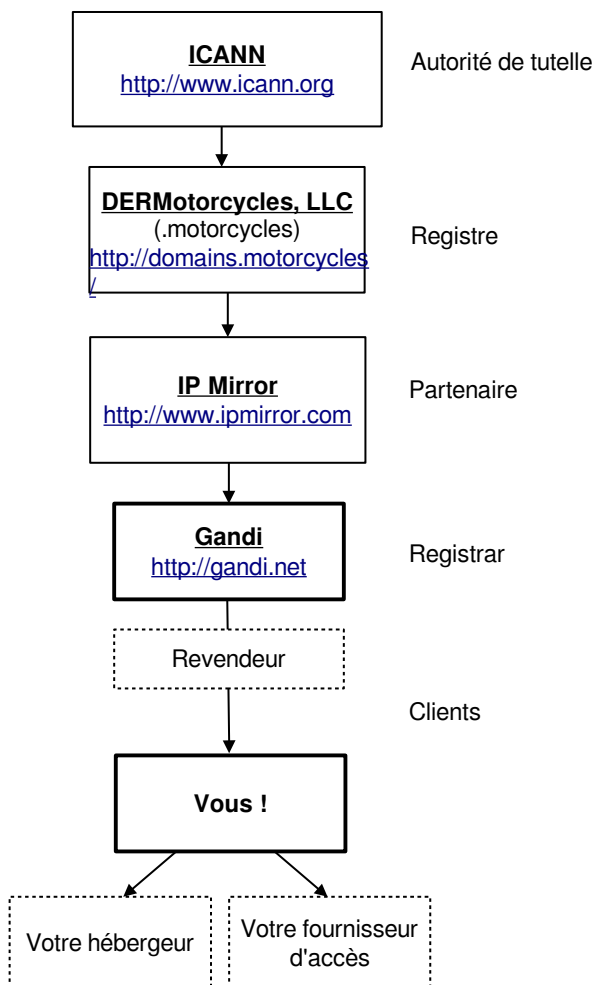 ICANN
http://www.icann.org
Autorité de tutelle
DERMotorcycles, LLC
(.motorcycles)
http://domains.motorcycles
/
Registre
IP Mirror
http://www.ipmirror.com
Partenaire
Gandi
http://gandi.net
Registrar
Revendeur
Clients
Vous !
Votre hébergeur
Votre fournisseur
d'accès